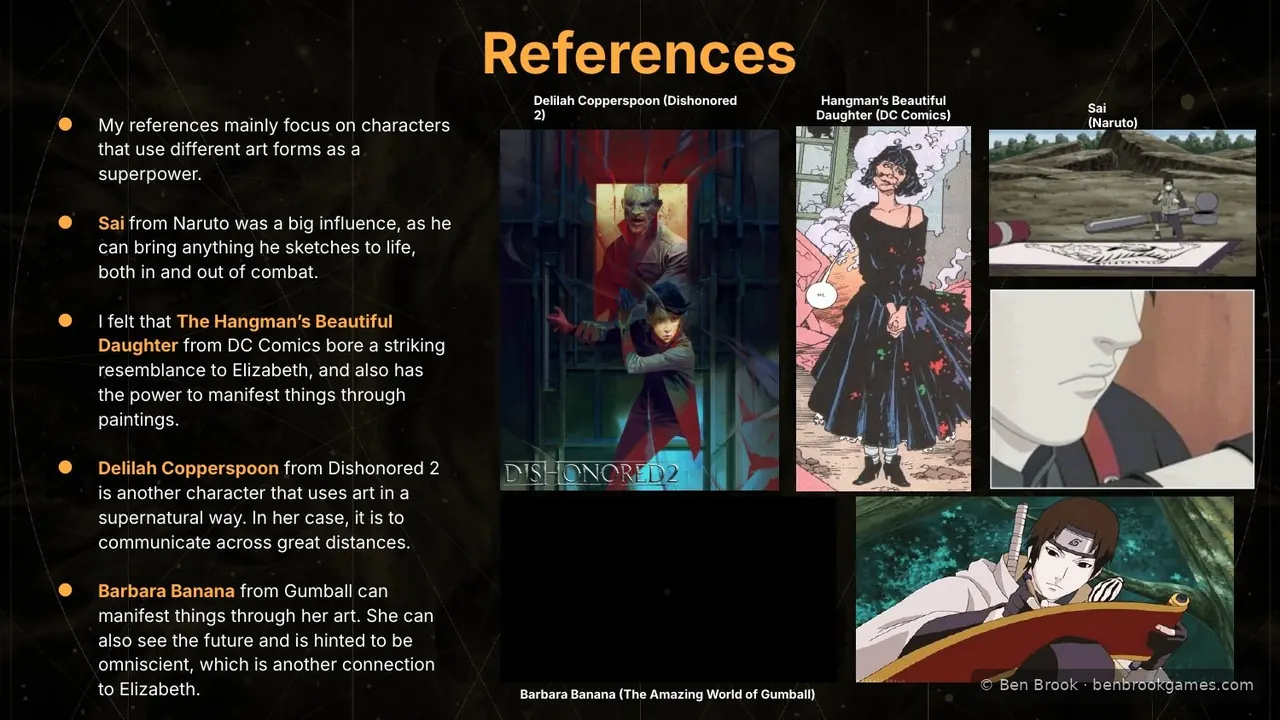 References
My references mainly focus on characters
that use different art forms as a
superpower.
Sai from Naruto was a big influence, as he
can bring anything he sketches to life,
both in and out of combat.
I felt that The Hangman's Beautiful
Daughter from DC Comics bore a striking
resemblance to Elizabeth, and also has
the power to manifest things through
paintings.
Delilah Copperspoon from Dishonored 2
is another character that uses art in a
supernatural way. In her case, it is to
communicate across great distances.
Barbara Banana from Gumball can
manifest things through her art. She can
also see the future and is hinted to be
omniscient, which is another connection
to Elizabeth.
Delilah Copperspoon (Dishonored
2)
DISHONORED 2
Hangman's Beautiful
Daughter (DC Comics)
Sai
(Naruto)
Barbara Banana (The Amazing World of Gumball)
© Ben Brook · benbrookgames.com